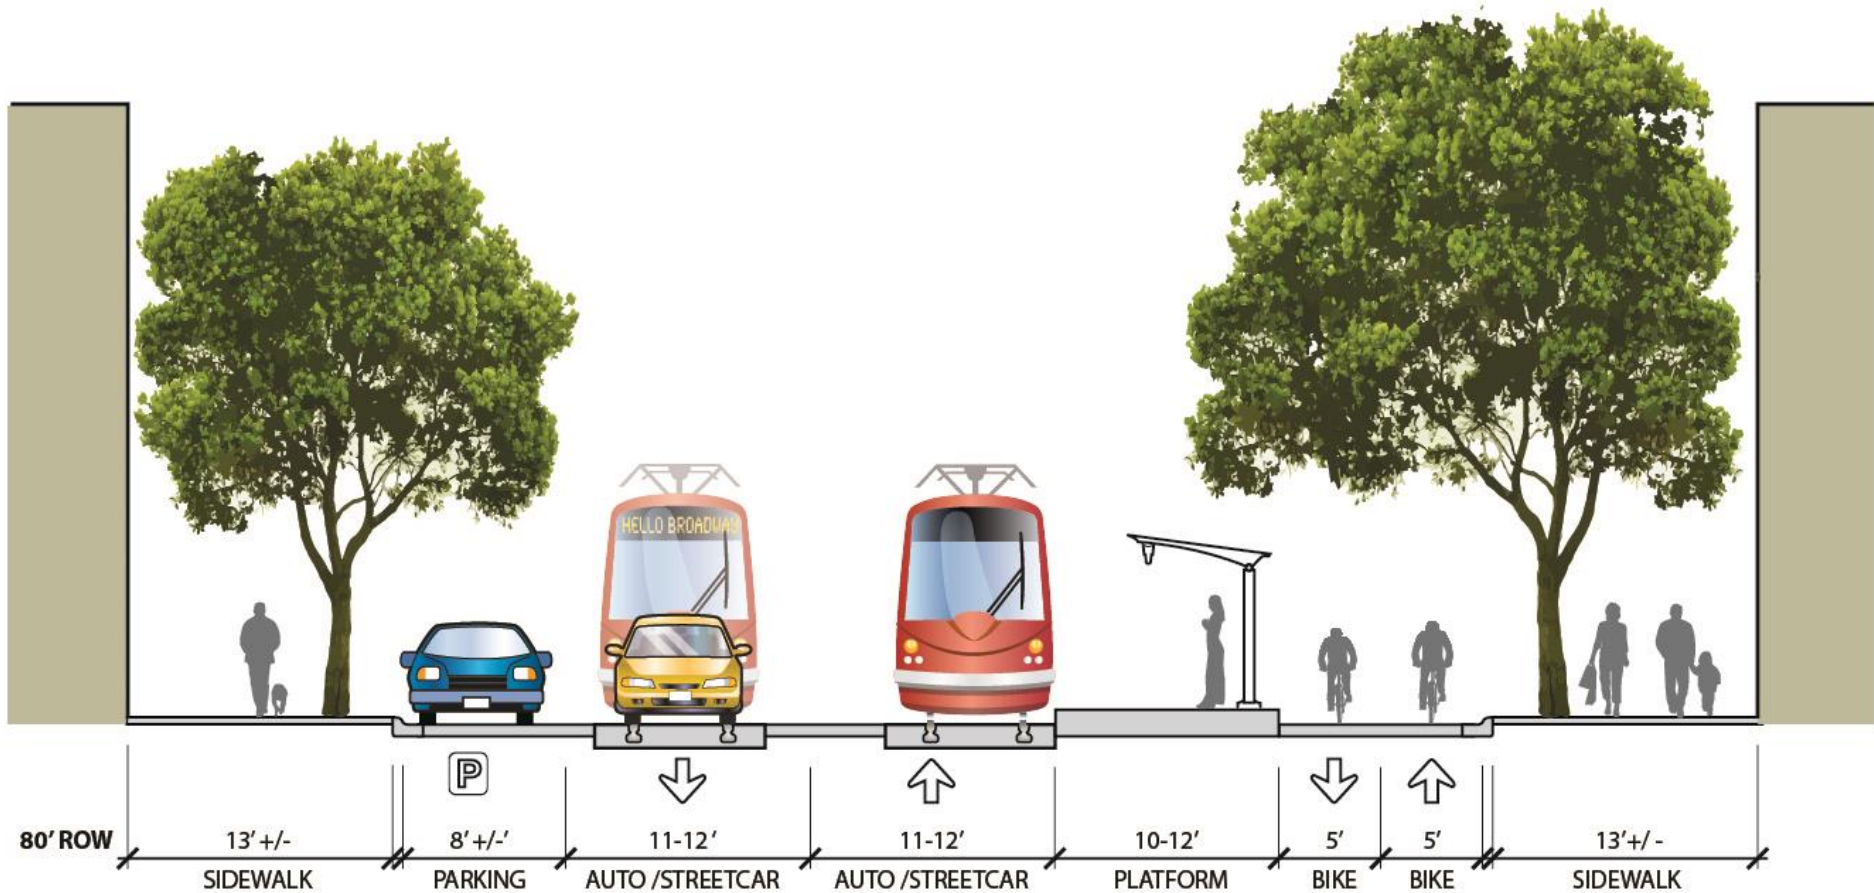 HELLO BROADWAY
P
80' ROW 13'+/- 8'+/-' 11-12' 11-12' 10-12' 5' 5' 13'+/-
SIDEWALK PARKING AUTO /STREETCAR AUTO /STREETCAR PLATFORM BIKE BIKE SIDEWALK